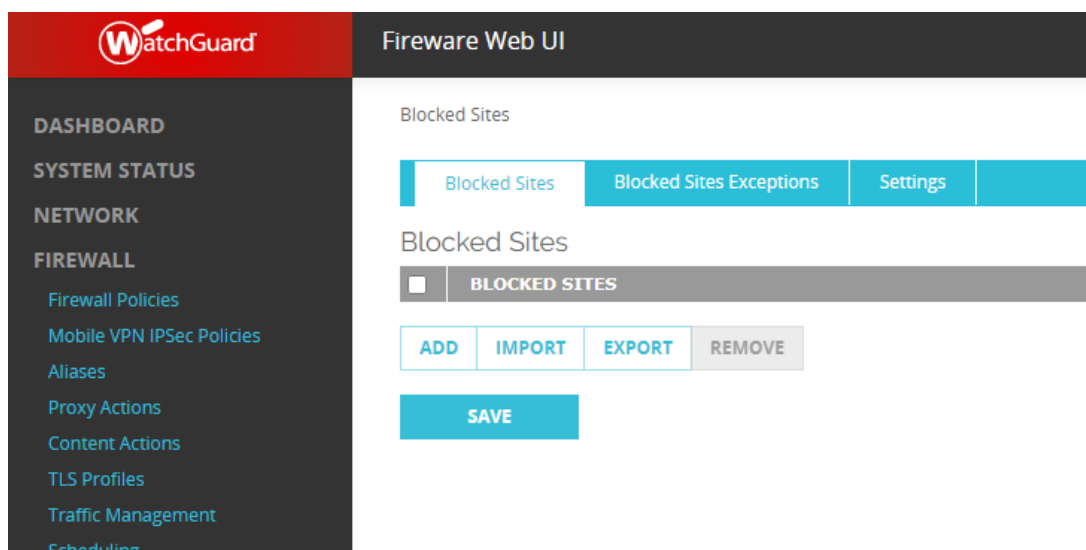 WatchGuard
Fireware Web UI
DASHBOARD
SYSTEM STATUS
NETWORK
FIREWALL
Firewall Policies
Mobile VPN IPSec Policies
Aliases
Proxy Actions
Content Actions
TLS Profiles
Traffic Management
Scheduling
Blocked Sites
Blocked Sites Blocked Sites Exceptions Settings
Blocked Sites
BLOCKED SITES
ADD IMPORT EXPORT REMOVE
SAVE